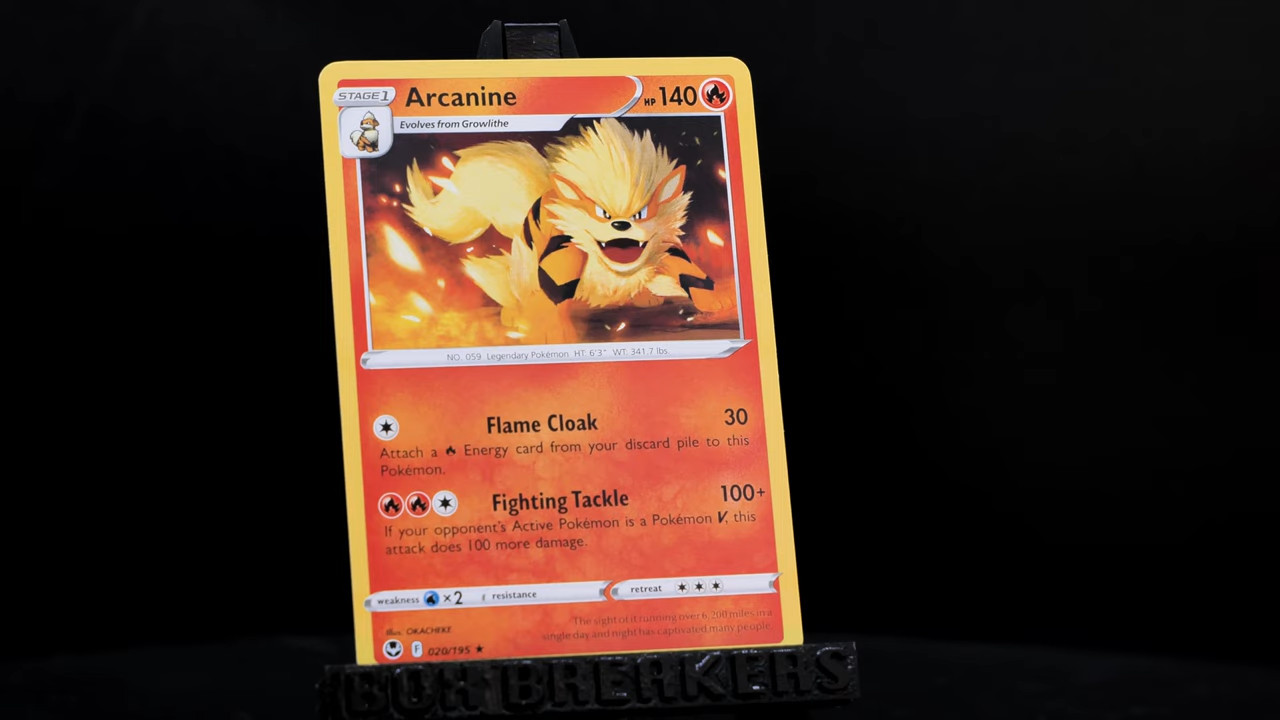 STAGE 1 Arcanine HP 140
Evolves from Growlithe
NO. 059 Legendary Pokémon HT: 6'3" WT: 341.7 lbs.
Flame Cloak 30
Attach a Energy card from your discard pile to this
Pokémon.
Fighting Tackle 100+
If your opponent's Active Pokémon is a Pokémon V, this
attack does 100 more damage.
weakness ×2 resistance retreat
The sight of it running over 6,200 miles in a
single day and night has captivated many people.
Illus. OKACHEKE
F 020/195 ★
BOX BREAKERS